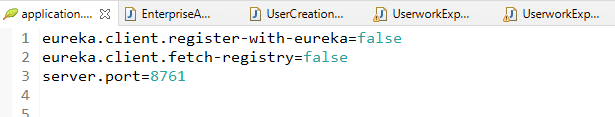 application....
EnterpriseA...
UserCreation...
UserworkExp...
UserworkExp...
1 eureka.client.register-with-eureka=false
2 eureka.client.fetch-registry=false
3 server.port=8761
4
5